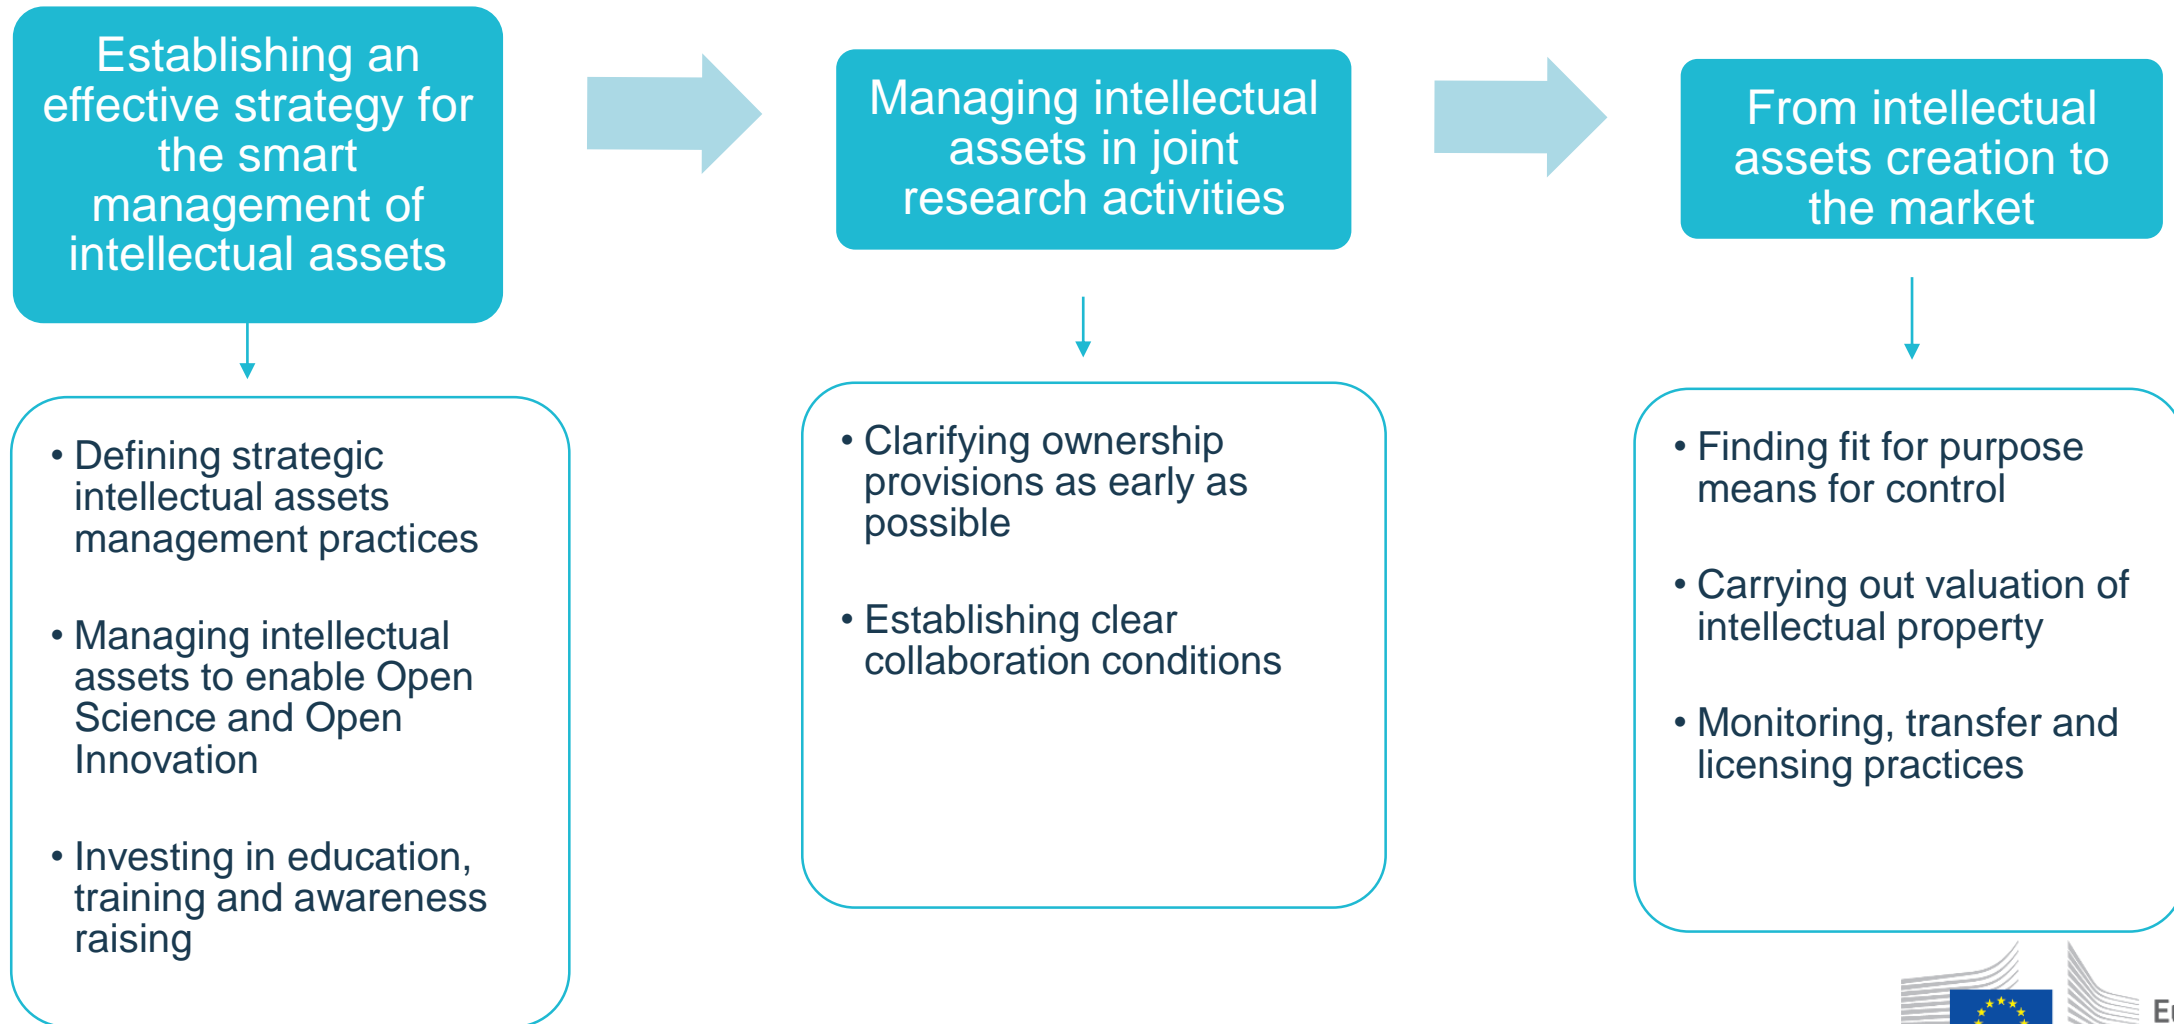 Establishing an
effective strategy for
the smart
management of
intellectual assets
Managing intellectual
assets in joint
research activities
From intellectual
assets creation to
the market
• Defining strategic
intellectual assets
management practices
• Managing intellectual
assets to enable Open
Science and Open
Innovation
• Investing in education,
training and awareness
raising
• Clarifying ownership
provisions as early as
possible
• Establishing clear
collaboration conditions
• Finding fit for purpose
means for control
• Carrying out valuation of
intellectual property
• Monitoring, transfer and
licensing practices